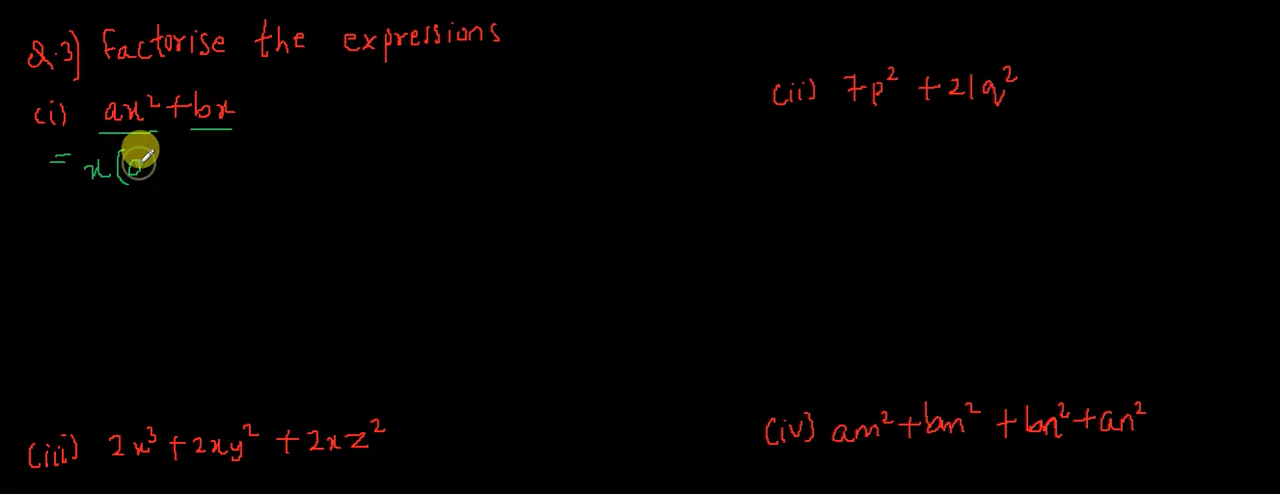 Q.3] Factorise the expressions
(i) ax² + bx
= x(a
(ii) 7p² + 21q²
(iii) 2x³ + 2xy² + 2xz²
(iv) am² + bm² + bn² + an²